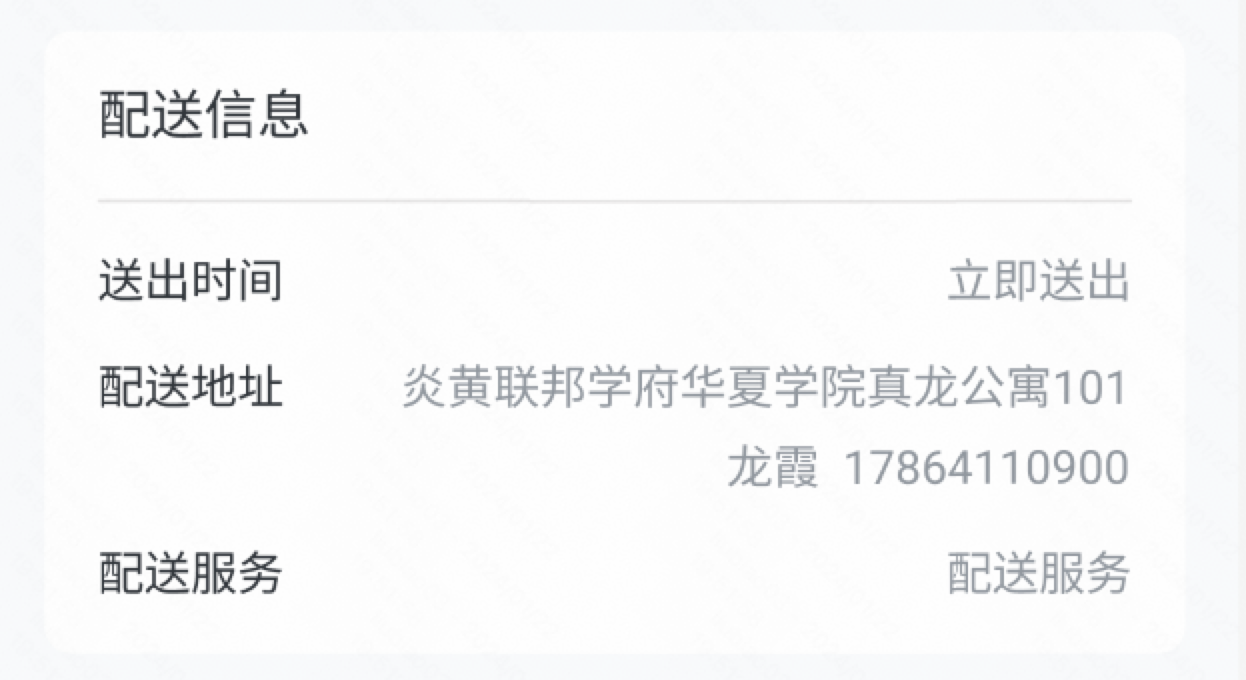 配送信息
送出时间 立即送出
配送地址 炎黄联邦学府华夏学院真龙公寓101
龙霞 17864110900
配送服务 配送服务